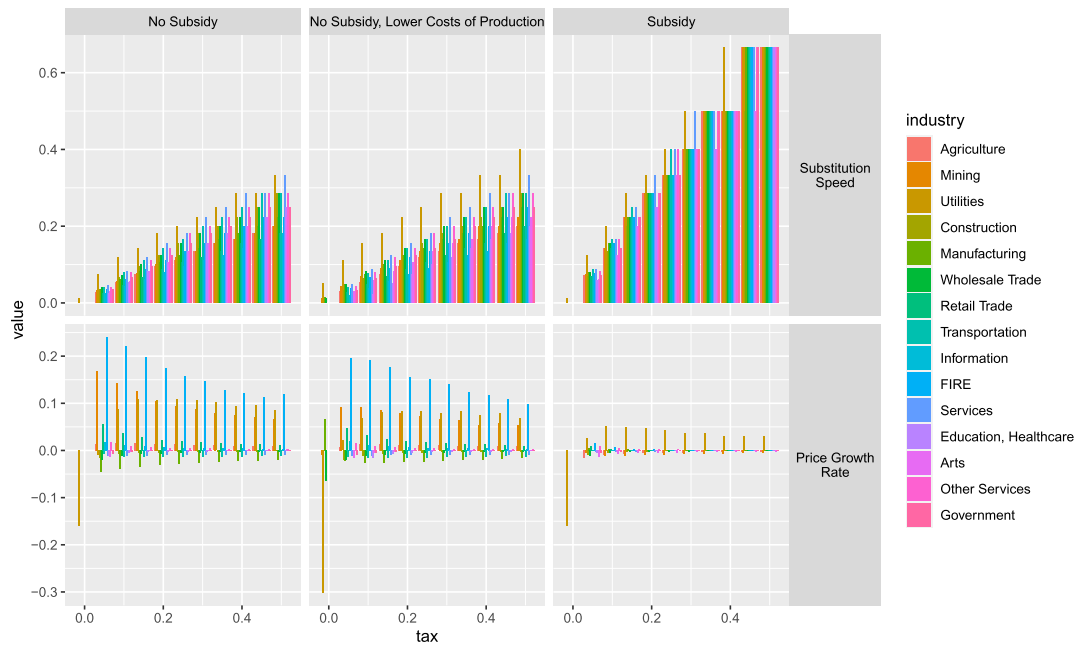 No Subsidy
No Subsidy, Lower Costs of Production
Subsidy
0.6
0.4
0.2
0.0
Substitution
Speed
0.2
0.1
0.0
−0.1
−0.2
−0.3
Price Growth
Rate
value
0.0
0.2
0.4
0.0
0.2
0.4
0.0
0.2
0.4
tax
industry
Agriculture
Mining
Utilities
Construction
Manufacturing
Wholesale Trade
Retail Trade
Transportation
Information
FIRE
Services
Education, Healthcare
Arts
Other Services
Government